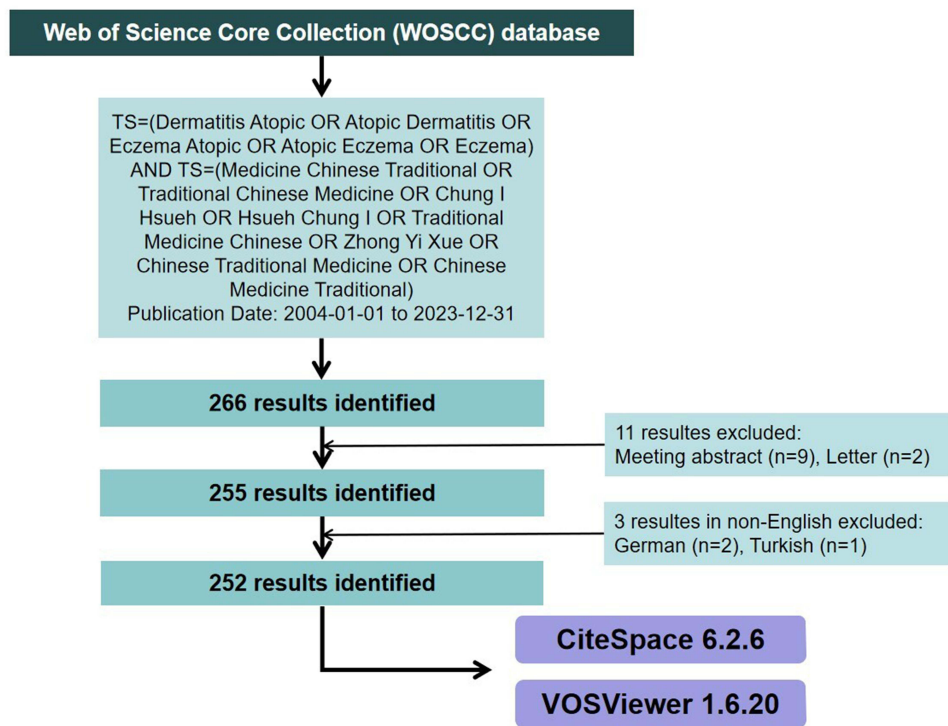 Web of Science Core Collection (WOSCC) database
TS=(Dermatitis Atopic OR Atopic Dermatitis OR
Eczema Atopic OR Atopic Eczema OR Eczema)
AND TS=(Medicine Chinese Traditional OR
Traditional Chinese Medicine OR Chung I
Hsueh OR Hsueh Chung I OR Traditional
Medicine Chinese OR Zhong Yi Xue OR
Chinese Traditional Medicine OR Chinese
Medicine Traditional)
Publication Date: 2004-01-01 to 2023-12-31
266 results identified
11 resultes excluded:
Meeting abstract (n=9), Letter (n=2)
255 results identified
3 resultes in non-English excluded:
German (n=2), Turkish (n=1)
252 results identified
CiteSpace 6.2.6
VOSViewer 1.6.20